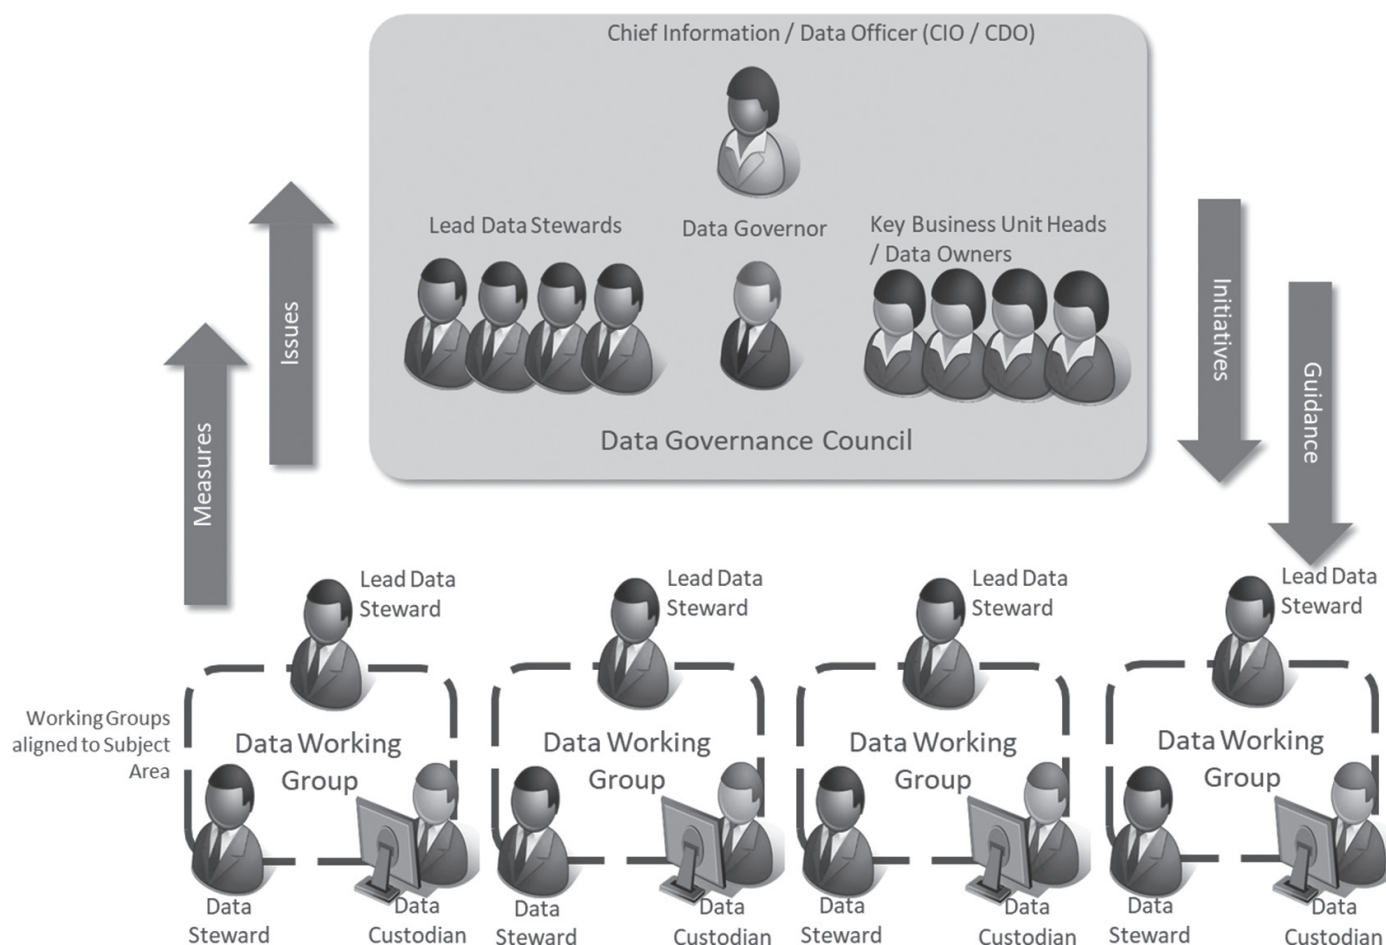 Chief Information / Data Officer (CIO / CDO)
Lead Data Stewards
Data Governor
Key Business Unit Heads
/ Data Owners
Data Governance Council
Issues
Measures
Initiatives
Guidance
Lead Data
Steward
Lead Data
Steward
Lead Data
Steward
Lead Data
Steward
Working Groups
aligned to Subject
Area
Data Working
Group
Data Working
Group
Data Working
Group
Data Working
Group
Data
Steward
Data
Custodian
Data
Steward
Data
Custodian
Data
Steward
Data
Custodian
Data
Steward
Data
Custodian